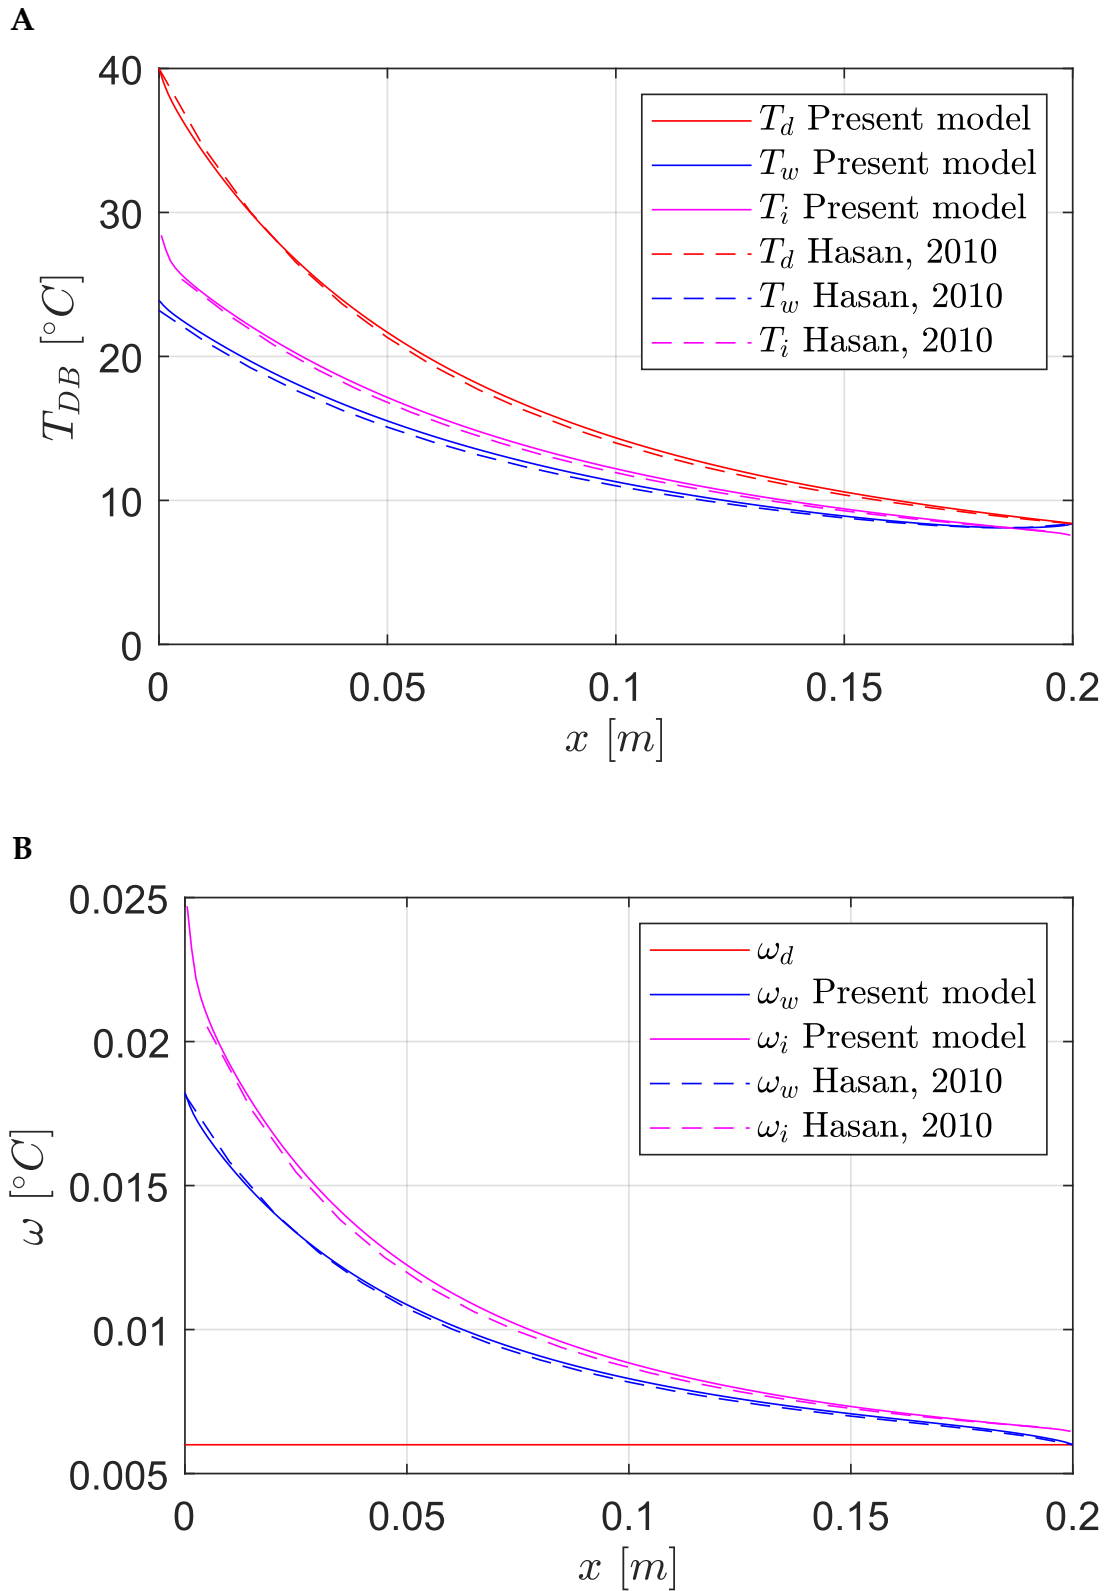 A
40
30
20
10
0
T_{DB} [°C]
0 0.05 0.1 0.15 0.2
x [m]
T_d Present model
T_w Present model
T_i Present model
T_d Hasan, 2010
T_w Hasan, 2010
T_i Hasan, 2010
B
0.025
0.02
0.015
0.01
0.005
ω [°C]
0 0.05 0.1 0.15 0.2
x [m]
ω_d
ω_w Present model
ω_i Present model
ω_w Hasan, 2010
ω_i Hasan, 2010